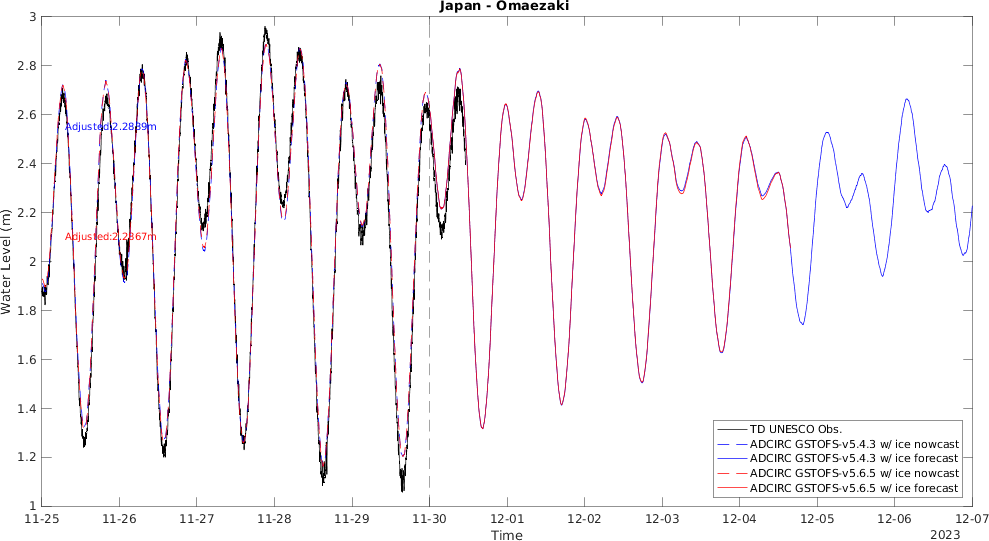 Japan - Omaezaki
3
2.8
2.6
2.4
2.2
2
1.8
1.6
1.4
1.2
1
Water Level (m)
Adjusted:2.2839m
Adjusted:2.2367m
TD UNESCO Obs.
ADCIRC GSTOFS-v5.4.3 w/ ice nowcast
ADCIRC GSTOFS-v5.4.3 w/ ice forecast
ADCIRC GSTOFS-v5.6.5 w/ ice nowcast
ADCIRC GSTOFS-v5.6.5 w/ ice forecast
11-25 11-26 11-27 11-28 11-29 11-30 12-01 12-02 12-03 12-04 12-05 12-06 12-07
Time
2023